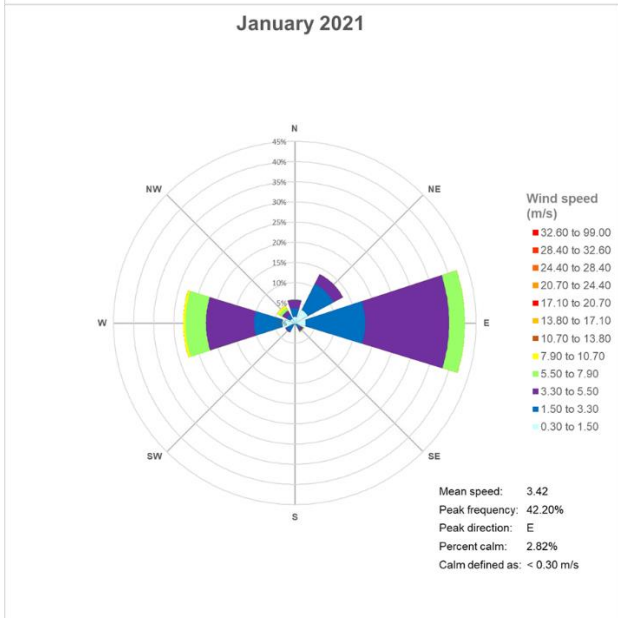 January 2021
N
45%
40%
35%
30%
25%
20%
15%
10%
5%
NW
NE
W
E
SW
SE
S
Wind speed
(m/s)
32.60 to 99.00
28.40 to 32.60
24.40 to 28.40
20.70 to 24.40
17.10 to 20.70
13.80 to 17.10
10.70 to 13.80
7.90 to 10.70
5.50 to 7.90
3.30 to 5.50
1.50 to 3.30
0.30 to 1.50
Mean speed: 3.42
Peak frequency: 42.20%
Peak direction: E
Percent calm: 2.82%
Calm defined as: < 0.30 m/s